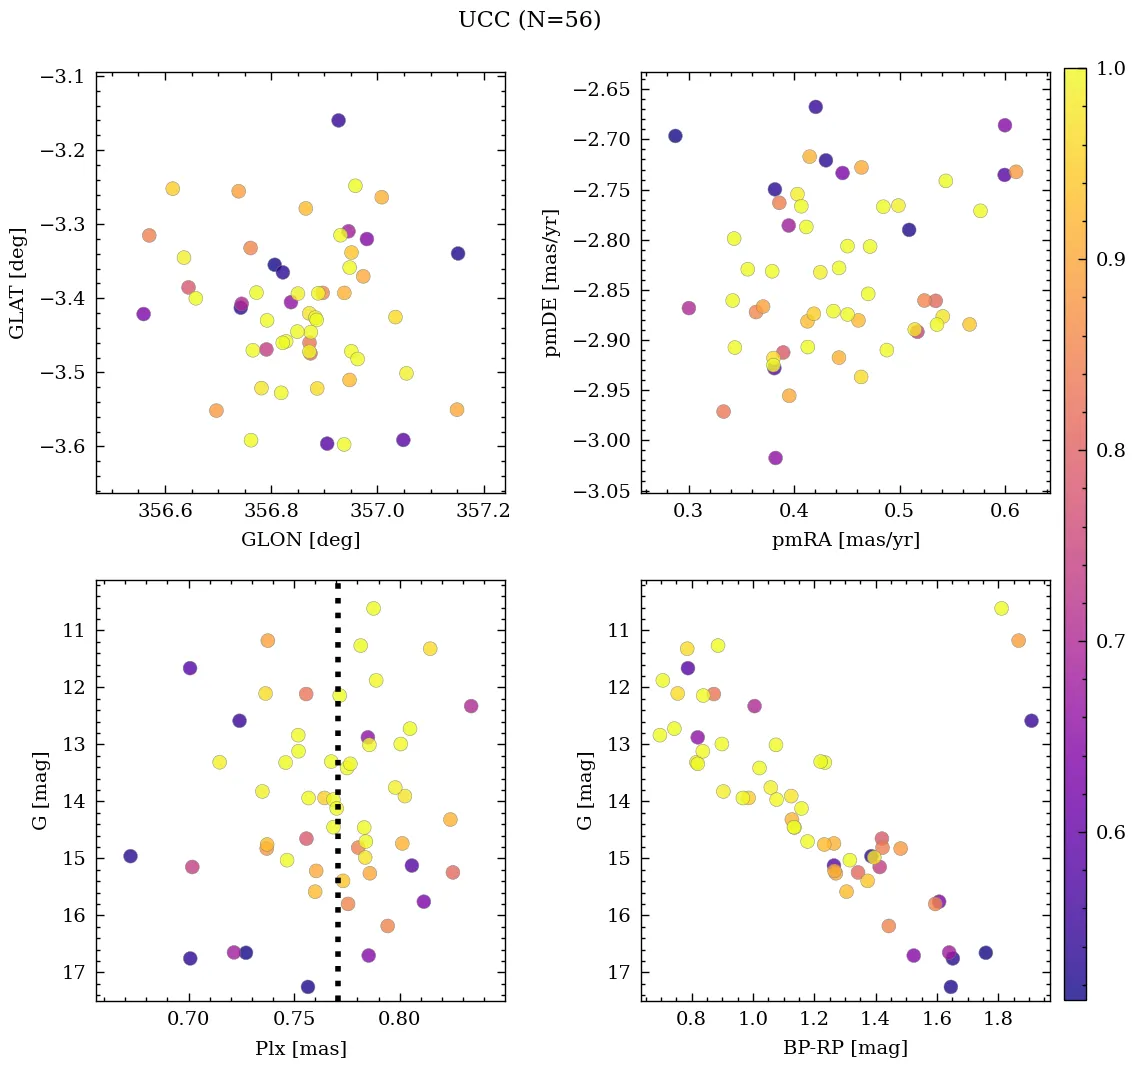 UCC (N=56)
−3.1
−3.2
−3.3
−3.4
−3.5
−3.6
GLAT [deg]
356.6 356.8 357.0 357.2
GLON [deg]
−2.65
−2.70
−2.75
−2.80
−2.85
−2.90
−2.95
−3.00
−3.05
pmDE [mas/yr]
0.3 0.4 0.5 0.6
pmRA [mas/yr]
11
12
13
14
15
16
17
G [mag]
0.70 0.75 0.80
Plx [mas]
11
12
13
14
15
16
17
G [mag]
0.8 1.0 1.2 1.4 1.6 1.8
BP-RP [mag]
1.0
0.9
0.8
0.7
0.6